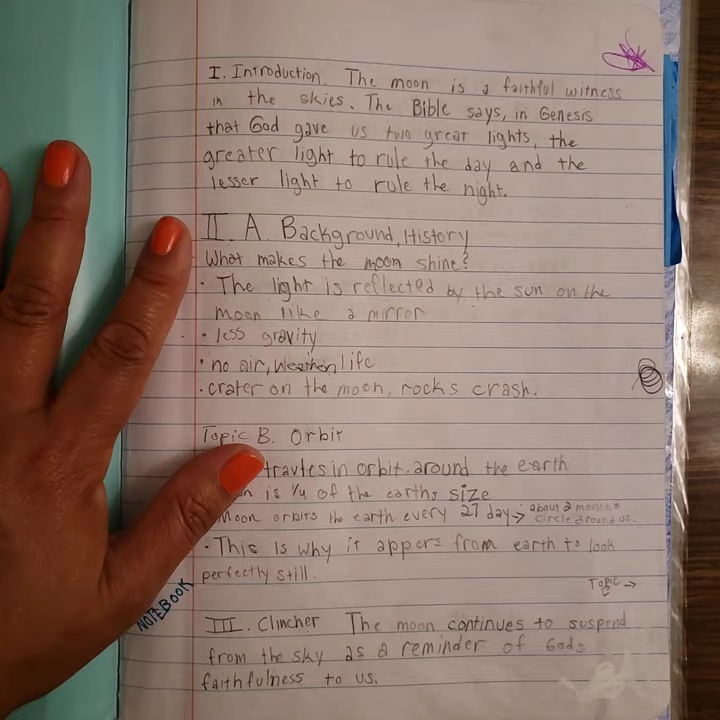 I. Introduction. The moon is a faithful witness
in the skies. The Bible says, in Genesis
that God gave us two great lights, the
greater light to rule the day and the
lesser light to rule the night.
II. A. Background, History
What makes the moon shine?
· The light is reflected by the sun on the
moon like a mirror
· less gravity
· no air, Weather, life
· crater on the moon, rocks crash.
Topic B. Orbit
travles in orbit around the earth
is 1/4 of the earths size
Moon orbits the earth every 27 day → about a month to
circle around us.
· This is why it appers from earth to look
perfectly still.
Topic →
C
III. Clincher The moon continues to suspend
from the sky as a reminder of Gods
faithfulness to us.
NOTEBOOK